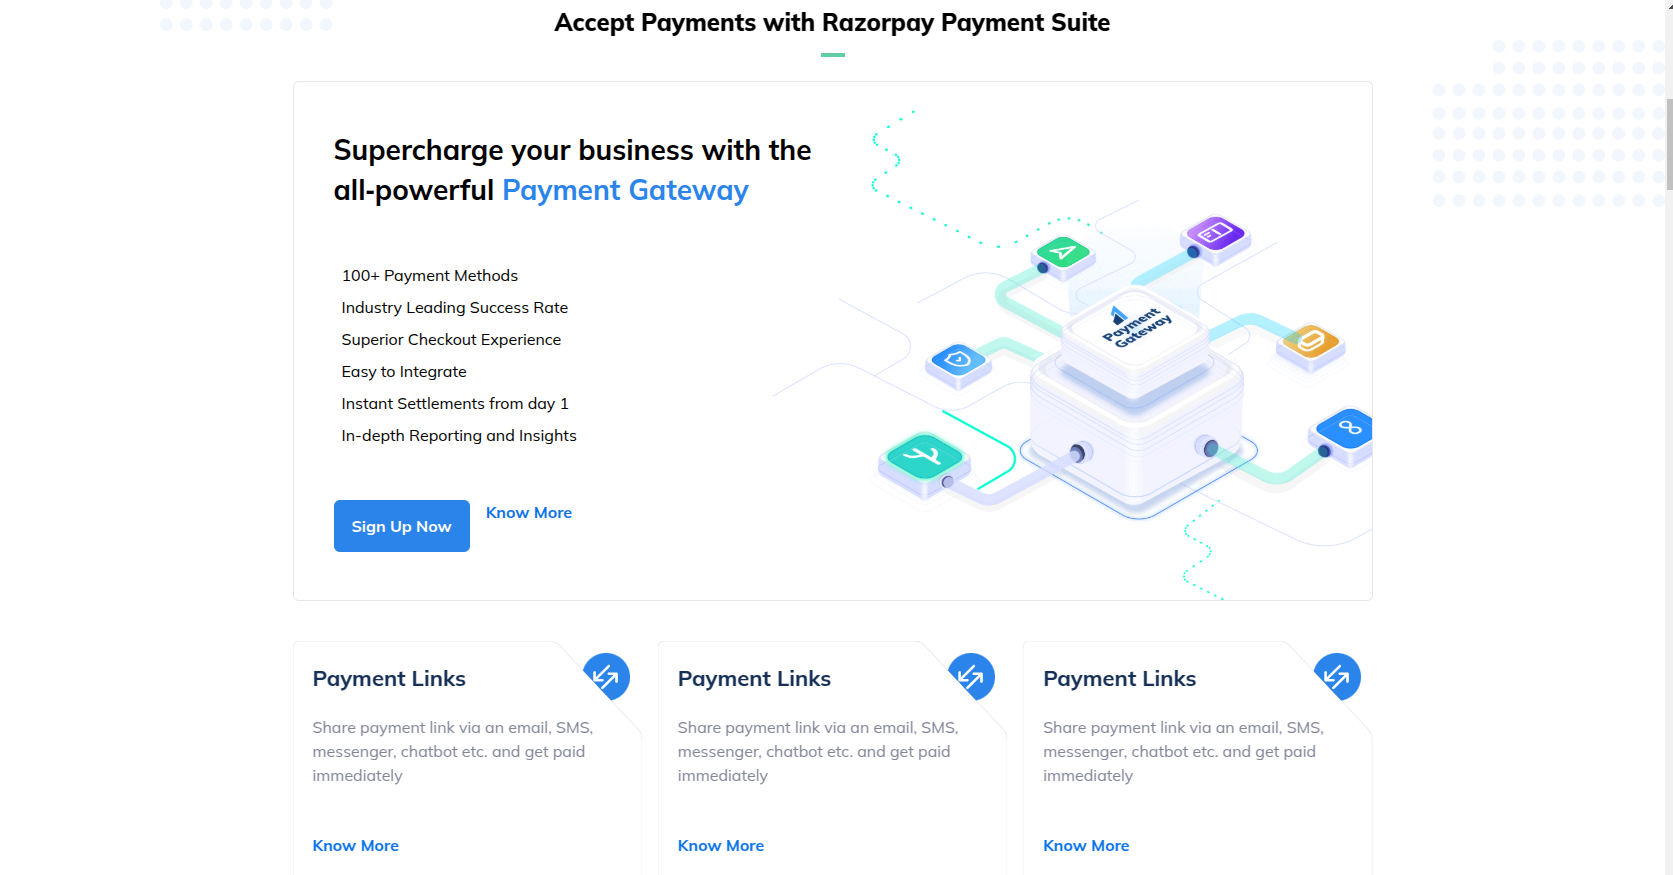 Accept Payments with Razorpay Payment Suite
Supercharge your business with the
all-powerful Payment Gateway
100+ Payment Methods
Industry Leading Success Rate
Superior Checkout Experience
Easy to Integrate
Instant Settlements from day 1
In-depth Reporting and Insights
Sign Up Now
Know More
Payment
Gateway
Payment Links
Share payment link via an email, SMS,
messenger, chatbot etc. and get paid
immediately
Know More
Payment Links
Share payment link via an email, SMS,
messenger, chatbot etc. and get paid
immediately
Know More
Payment Links
Share payment link via an email, SMS,
messenger, chatbot etc. and get paid
immediately
Know More